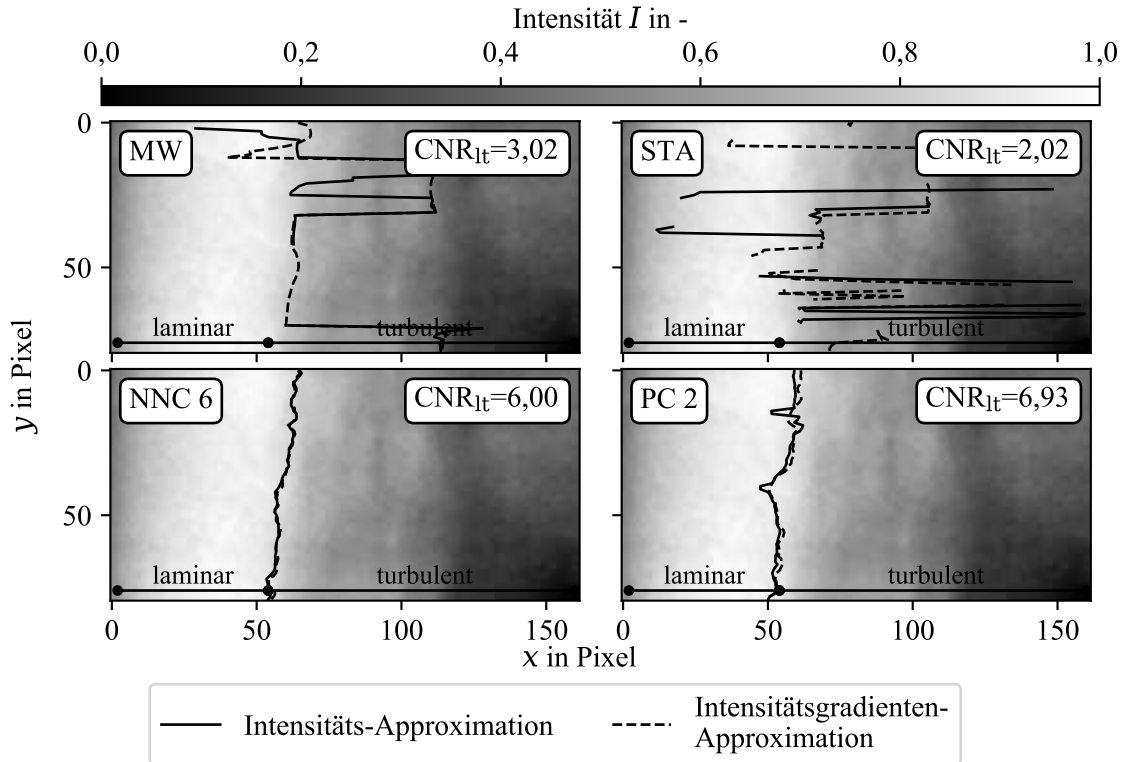 Intensität I in -
0,0 0,2 0,4 0,6 0,8 1,0
0 MW CNRlt=3,02 STA CNRlt=2,02
50
laminar turbulent laminar turbulent
0 NNC 6 CNRlt=6,00 PC 2 CNRlt=6,93
50
laminar turbulent laminar turbulent
0 50 100 150 0 50 100 150
y in Pixel
x in Pixel
Intensitäts-Approximation
Intensitätsgradienten-
Approximation